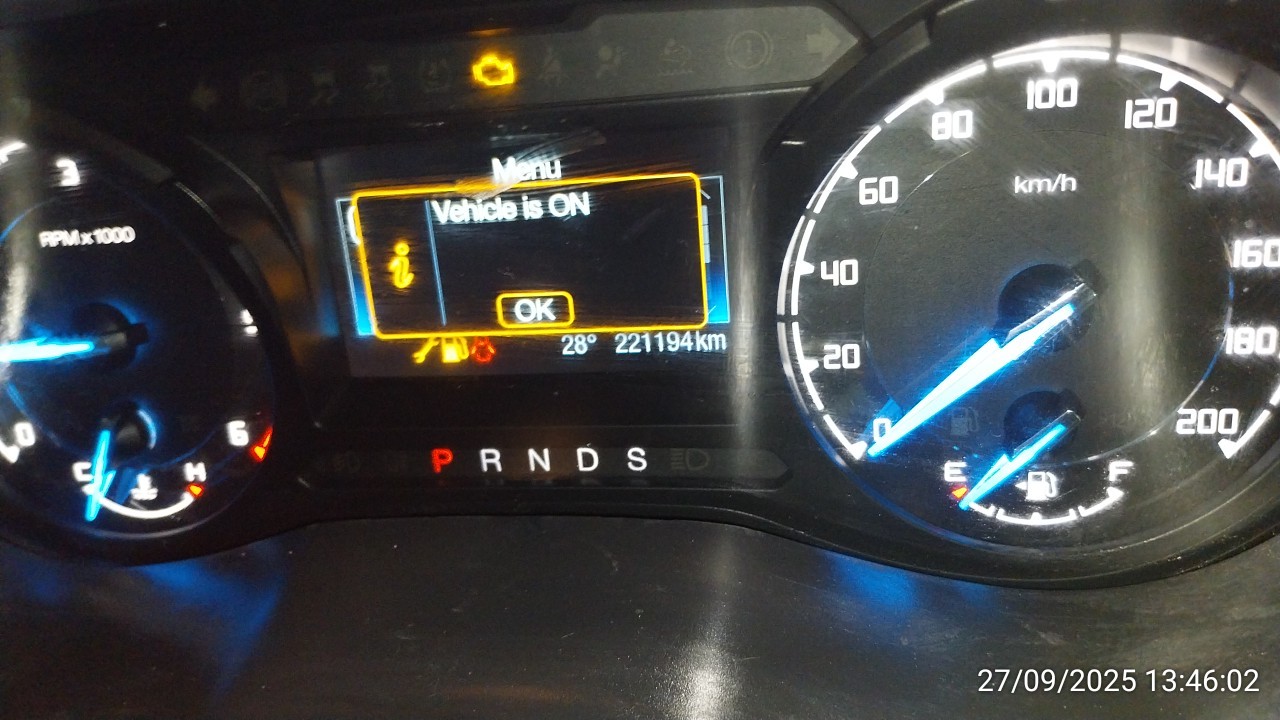 3
RPM x 1000
0
6
C
H
Menu
Vehicle is ON
i
OK
28° 221194km
P R N D S
0
20
40
60
80
100
120
140
160
180
200
km/h
E
F
27/09/2025 13:46:02